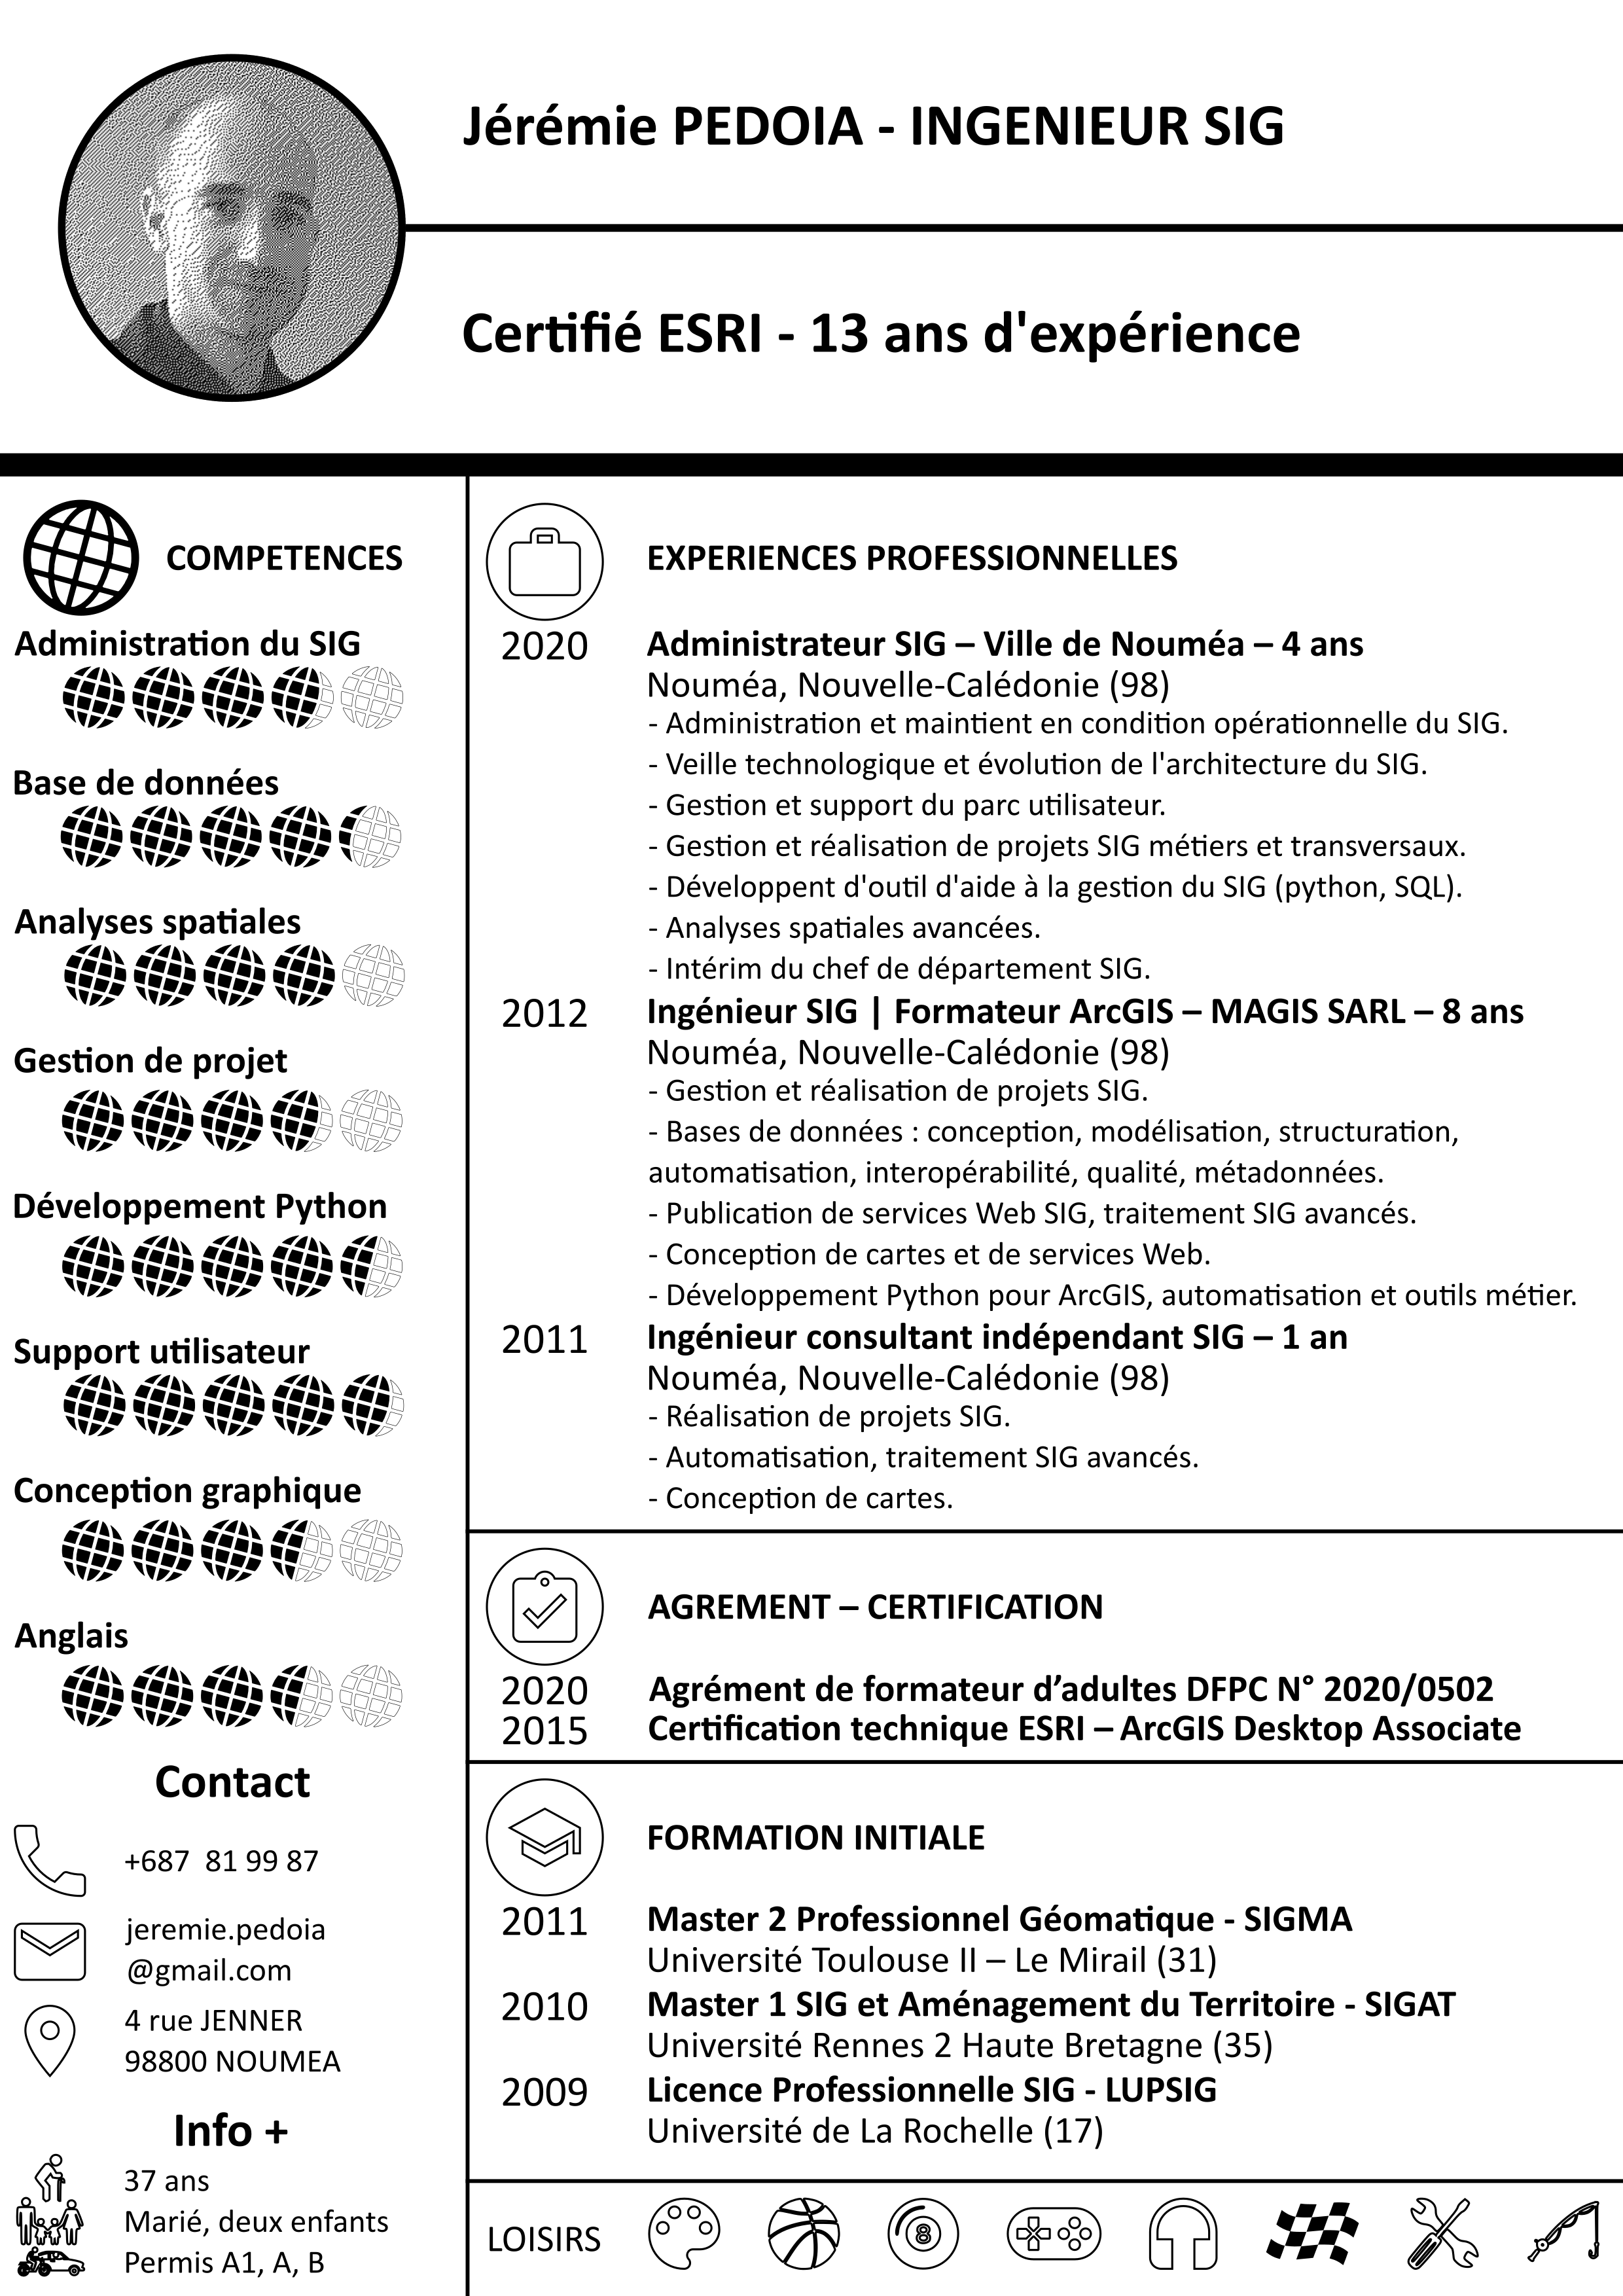 Jérémie PEDOIA - INGENIEUR SIG
Certifié ESRI - 13 ans d'expérience
COMPETENCES
Administration du SIG
Base de données
Analyses spatiales
Gestion de projet
Développement Python
Support utilisateur
Conception graphique
Anglais
Contact
+687  81 99 87
jeremie.pedoia
@gmail.com
4 rue JENNER
98800 NOUMEA
Info +
37 ans
Marié, deux enfants
Permis A1, A, B
EXPERIENCES PROFESSIONNELLES
2020 Administrateur SIG – Ville de Nouméa – 4 ans
Nouméa, Nouvelle-Calédonie (98)
- Administration et maintient en condition opérationnelle du SIG.
- Veille technologique et évolution de l'architecture du SIG.
- Gestion et support du parc utilisateur.
- Gestion et réalisation de projets SIG métiers et transversaux.
- Développent d'outil d'aide à la gestion du SIG (python, SQL).
- Analyses spatiales avancées.
- Intérim du chef de département SIG.
2012 Ingénieur SIG | Formateur ArcGIS – MAGIS SARL – 8 ans
Nouméa, Nouvelle-Calédonie (98)
- Gestion et réalisation de projets SIG.
- Bases de données : conception, modélisation, structuration,
automatisation, interopérabilité, qualité, métadonnées.
- Publication de services Web SIG, traitement SIG avancés.
- Conception de cartes et de services Web.
- Développement Python pour ArcGIS, automatisation et outils métier.
2011 Ingénieur consultant indépendant SIG – 1 an
Nouméa, Nouvelle-Calédonie (98)
- Réalisation de projets SIG.
- Automatisation, traitement SIG avancés.
- Conception de cartes.
AGREMENT – CERTIFICATION
2020 Agrément de formateur d’adultes DFPC N° 2020/0502
2015 Certification technique ESRI – ArcGIS Desktop Associate
FORMATION INITIALE
2011 Master 2 Professionnel Géomatique - SIGMA
Université Toulouse II – Le Mirail (31)
2010 Master 1 SIG et Aménagement du Territoire - SIGAT
Université Rennes 2 Haute Bretagne (35)
2009 Licence Professionnelle SIG - LUPSIG
Université de La Rochelle (17)
LOISIRS
8